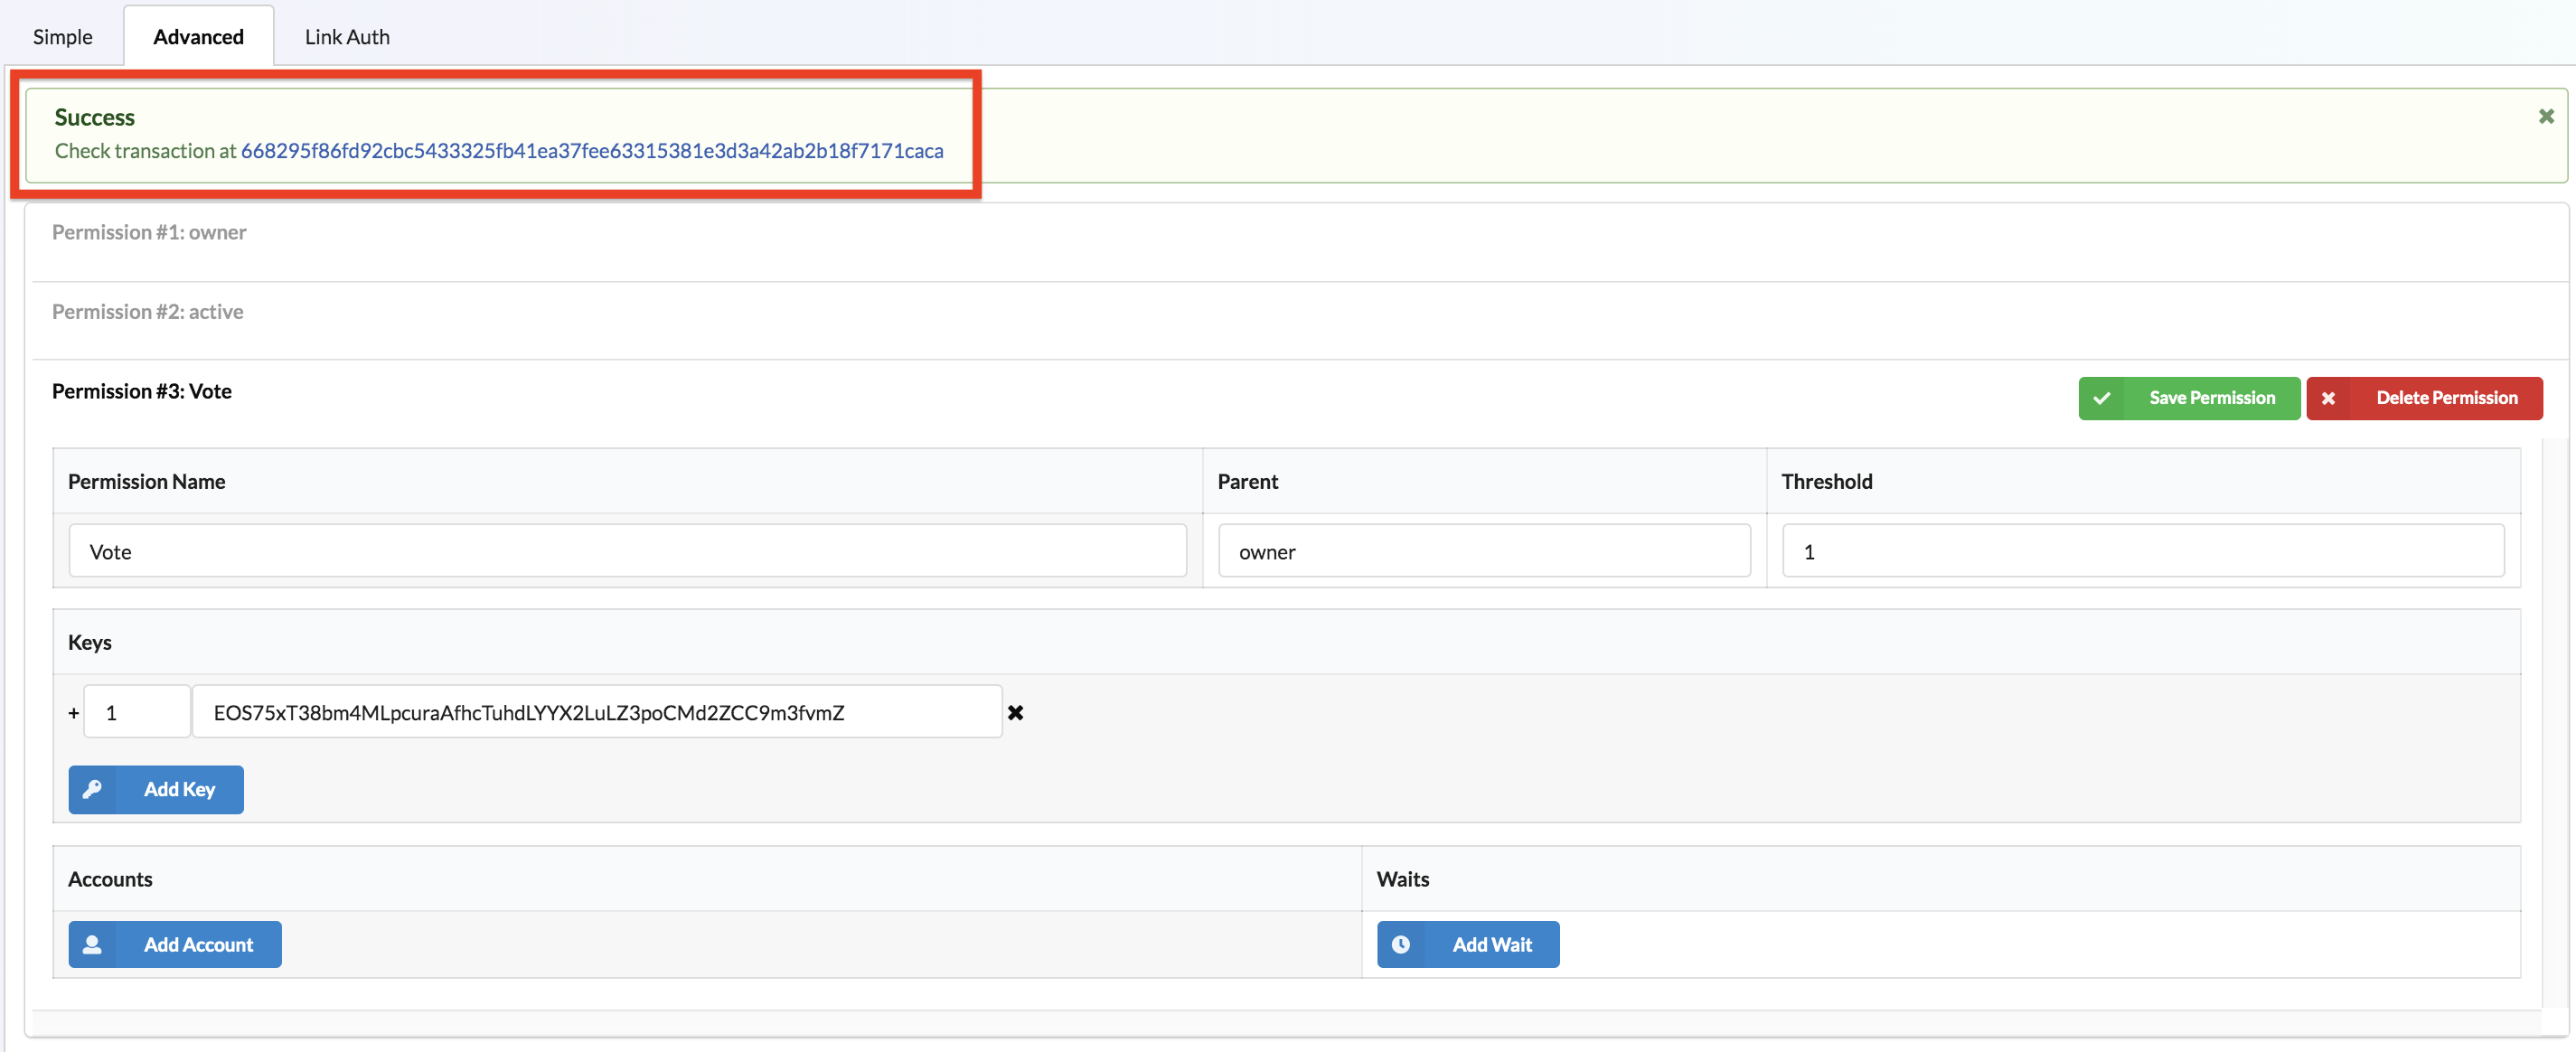 Simple Advanced Link Auth
Success
Check transaction at 668295f86fd92cbc5433325fb41ea37fee63315381e3d3a42ab2b18f7171caca
Permission #1: owner
Permission #2: active
Permission #3: Vote Save Permission Delete Permission
Permission Name Parent Threshold
Vote owner 1
Keys
+ 1 EOS75xT38bm4MLpcuraAfhcTuhdLYYX2LuLZ3poCMd2ZCC9m3fvmZ
Add Key
Accounts Waits
Add Account Add Wait